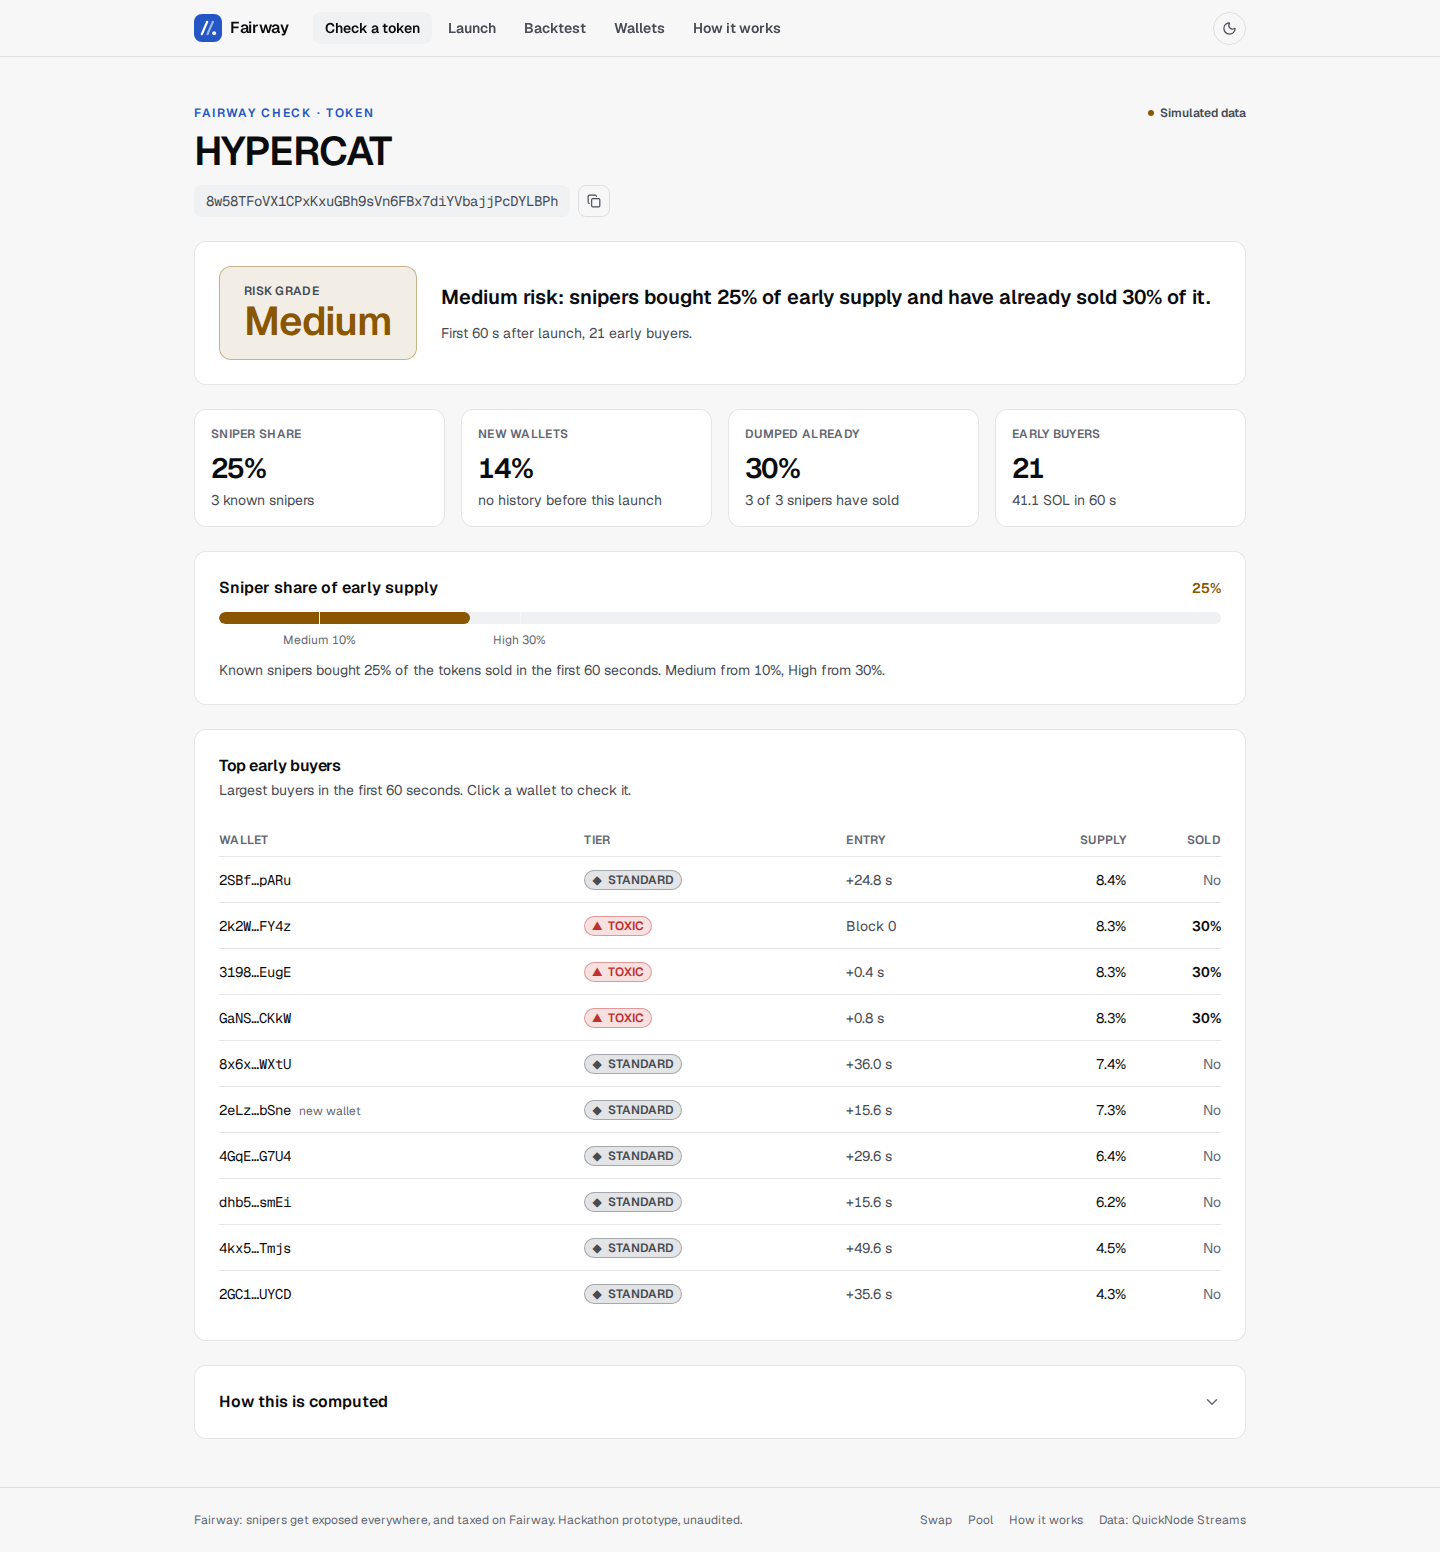 Fairway Check a token Launch Backtest Wallets How it works
FAIRWAY CHECK · TOKEN
Simulated data
HYPERCAT
8w58TFoVX1CPxKxuGBh9sVn6FBx7diYVbajjPcDYLBPh
RISK GRADE
Medium
Medium risk: snipers bought 25% of early supply and have already sold 30% of it.
First 60 s after launch, 21 early buyers.
SNIPER SHARE
25%
3 known snipers
NEW WALLETS
14%
no history before this launch
DUMPED ALREADY
30%
3 of 3 snipers have sold
EARLY BUYERS
21
41.1 SOL in 60 s
Sniper share of early supply 25%
Medium 10% High 30%
Known snipers bought 25% of the tokens sold in the first 60 seconds. Medium from 10%, High from 30%.
Top early buyers
Largest buyers in the first 60 seconds. Click a wallet to check it.
WALLET TIER ENTRY SUPPLY SOLD
2SBf…pARu STANDARD +24.8 s 8.4% No
2k2W…FY4z TOXIC Block 0 8.3% 30%
3198…EugE TOXIC +0.4 s 8.3% 30%
GaNS…CKkW TOXIC +0.8 s 8.3% 30%
8x6x…WXtU STANDARD +36.0 s 7.4% No
2eLz…bSne new wallet STANDARD +15.6 s 7.3% No
4GqE…G7U4 STANDARD +29.6 s 6.4% No
dhb5…smEi STANDARD +15.6 s 6.2% No
4kx5…Tmjs STANDARD +49.6 s 4.5% No
2GC1…UYCD STANDARD +35.6 s 4.3% No
How this is computed
Fairway: snipers get exposed everywhere, and taxed on Fairway. Hackathon prototype, unaudited.
Swap Pool How it works Data: QuickNode Streams